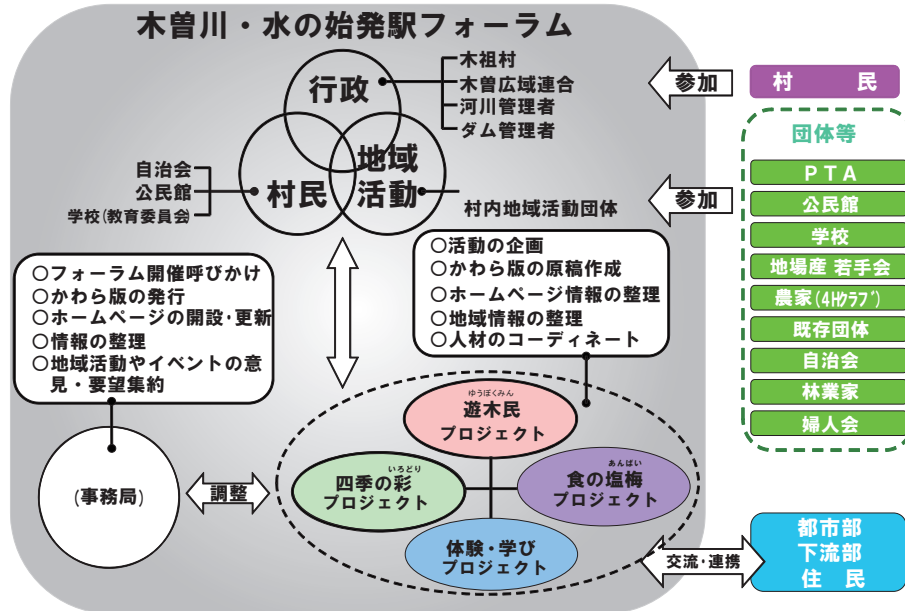 木曽川・水の始発駅フォーラム
行政
地域
活動
村民
木祖村
木曽広域連合
河川管理者
ダム管理者
自治会
公民館
学校(教育委員会)
村内地域活動団体
参加
村　民
参加
団体等
ＰＴＡ
公民館
学校
地場産 若手会
農家(4Hｸﾗﾌﾞ)
既存団体
自治会
林業家
婦人会
○フォーラム開催呼びかけ
○かわら版の発行
○ホームページの開設・更新
○情報の整理
○地域活動やイベントの意
見・要望集約
○活動の企画
○かわら版の原稿作成
○ホームページ情報の整理
○地域情報の整理
○人材のコーディネート
(事務局)
調整
ゆうぼくみん
遊木民
プロジェクト
いろどり
四季の彩
プロジェクト
あんばい
食の塩梅
プロジェクト
体験・学び
プロジェクト
交流・連携
都市部
下流部
住　民